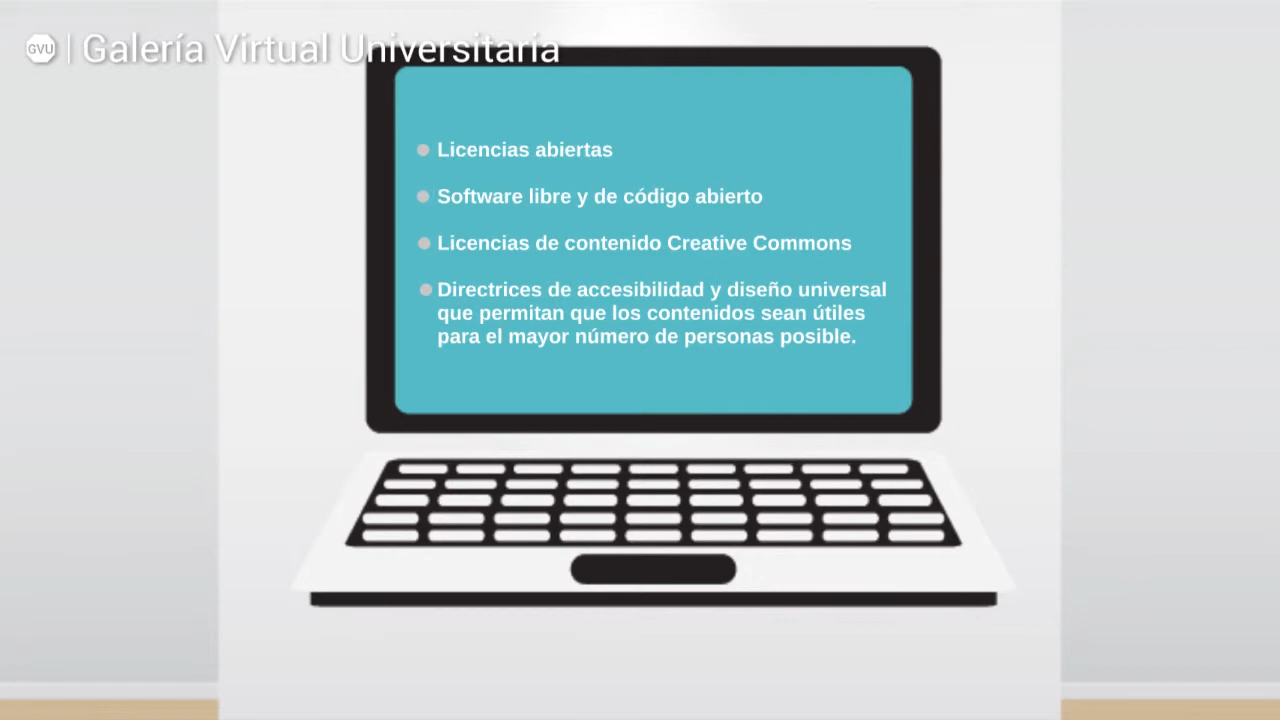 GVU | Galería Virtual Universitaria
Licencias abiertas
Software libre y de código abierto
Licencias de contenido Creative Commons
Directrices de accesibilidad y diseño universal
que permitan que los contenidos sean útiles
para el mayor número de personas posible.